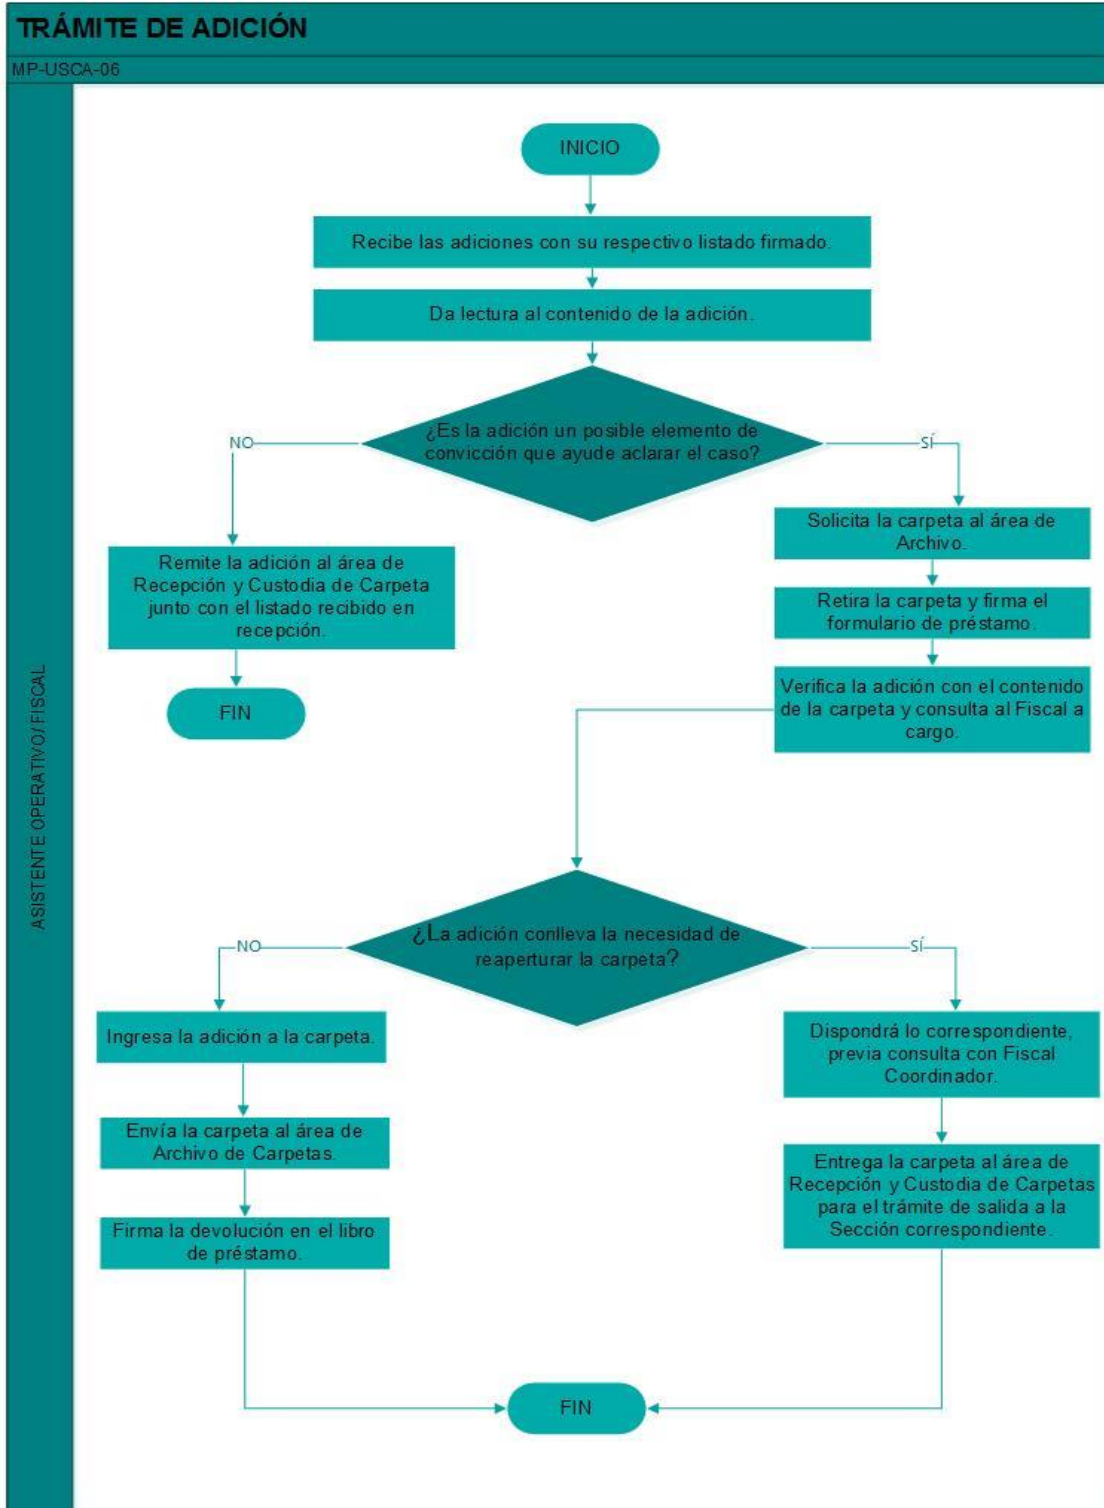 TRÁMITE DE ADICIÓN
MP-USCA-06
ASISTENTE OPERATIVO/FISCAL
INICIO
Recibe las adiciones con su respectivo listado firmado.
Da lectura al contenido de la adición.
¿Es la adición un posible elemento de
convicción que ayude aclarar el caso?
NO
SÍ
Remite la adición al área de
Recepción y Custodia de Carpeta
junto con el listado recibido en
recepción.
FIN
Solicita la carpeta al área de
Archivo.
Retira la carpeta y firma el
formulario de préstamo.
Verifica la adición con el contenido
de la carpeta y consulta al Fiscal a
cargo.
¿La adición conlleva la necesidad de
reaperturar la carpeta?
NO
SÍ
Ingresa la adición a la carpeta.
Envía la carpeta al área de
Archivo de Carpetas.
Firma la devolución en el libro
de préstamo.
Dispondrá lo correspondiente,
previa consulta con Fiscal
Coordinador.
Entrega la carpeta al área de
Recepción y Custodia de Carpetas
para el trámite de salida a la
Sección correspondiente.
FIN